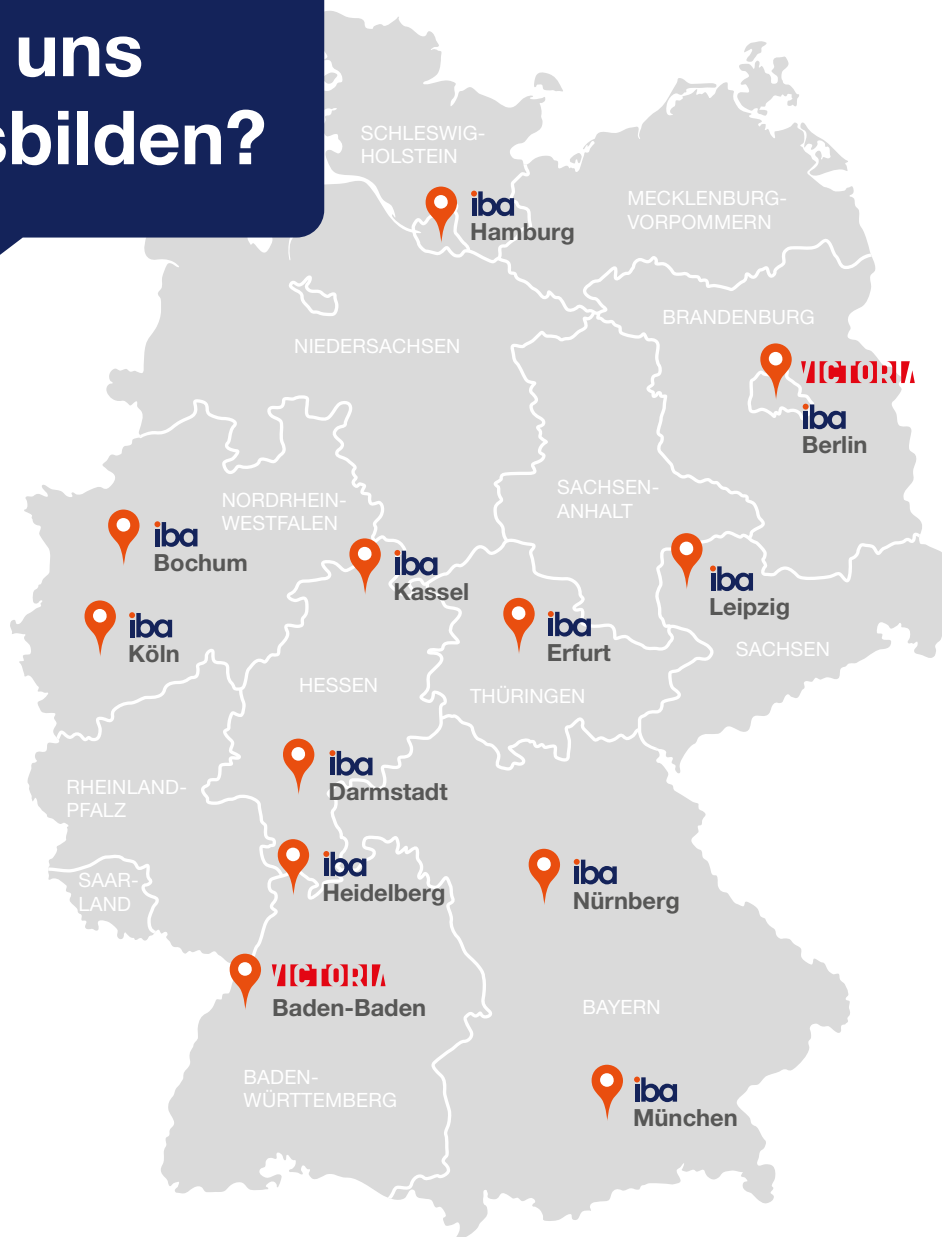 uns
sbilden?
SCHLESWIG-
HOLSTEIN
MECKLENBURG-
VORPOMMERN
iba
Hamburg
BRANDENBURG
NIEDERSACHSEN
VICTORIA
iba
Berlin
NORDRHEIN-
WESTFALEN
SACHSEN-
ANHALT
iba
Bochum
iba
Kassel
iba
Leipzig
iba
Köln
iba
Erfurt
SACHSEN
HESSEN
THÜRINGEN
iba
Darmstadt
RHEINLAND-
PFALZ
iba
Heidelberg
iba
Nürnberg
SAAR-
LAND
VICTORIA
Baden-Baden
BAYERN
BADEN-
WÜRTTEMBERG
iba
München